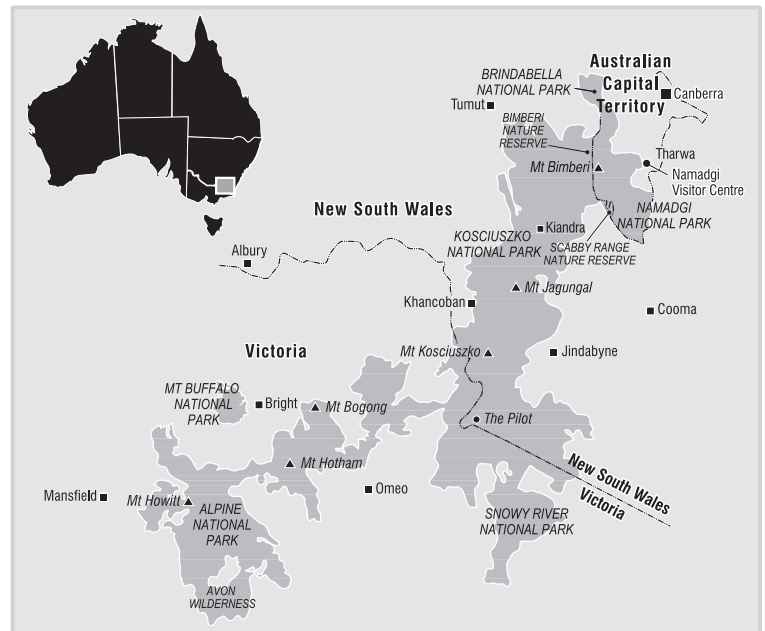 Australian
Capital
Territory
BRINDABELLA
NATIONAL PARK
Canberra
Tumut
BIMBERI
NATURE
RESERVE
Tharwa
Mt Bimberi
Namadgi
Visitor Centre
New South Wales
NAMADGI
NATIONAL PARK
Kiandra
KOSCIUSZKO
NATIONAL PARK
SCABBY RANGE
NATURE RESERVE
Albury
Mt Jagungal
Khancoban
Cooma
Victoria
Mt Kosciuszko
Jindabyne
MT BUFFALO
NATIONAL
PARK
Bright
Mt Bogong
The Pilot
Mt Hotham
New South Wales
Victoria
Omeo
Mansfield
Mt Howitt
ALPINE
NATIONAL
PARK
SNOWY RIVER
NATIONAL PARK
AVON
WILDERNESS